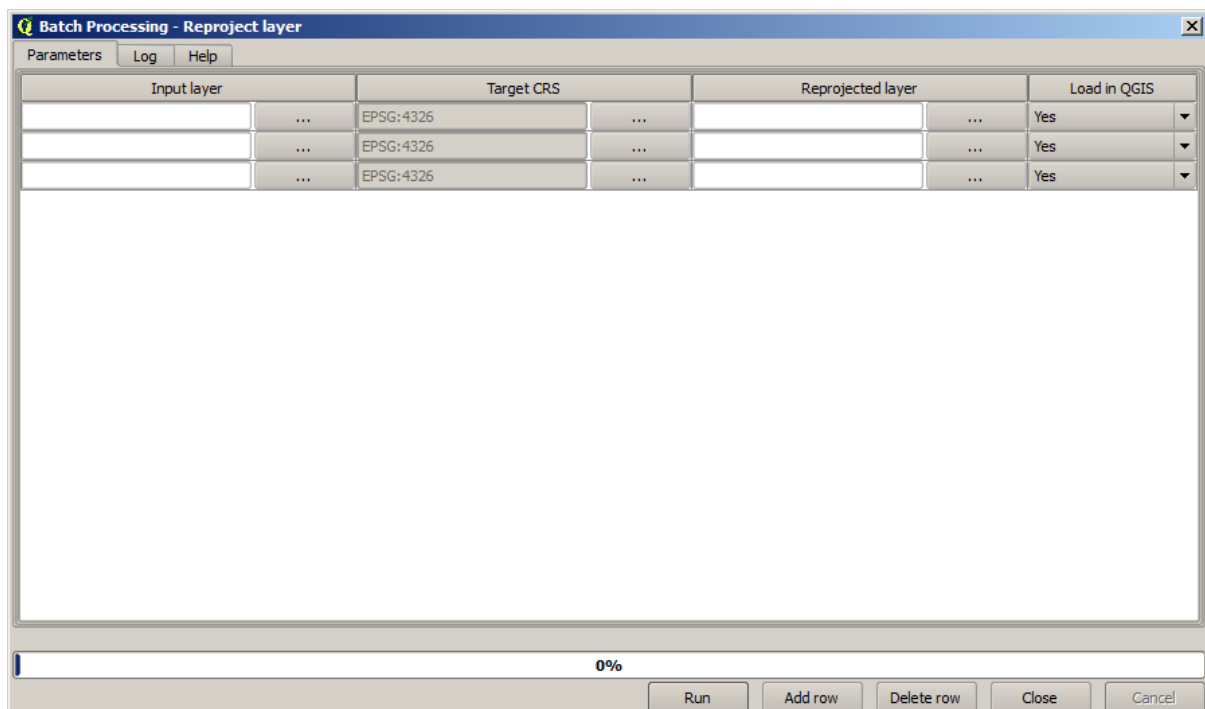 Batch Processing - Reproject layer
Parameters Log Help
Input layer Target CRS Reprojected layer Load in QGIS
... EPSG:4326 ... ... Yes
... EPSG:4326 ... ... Yes
... EPSG:4326 ... ... Yes
0%
Run Add row Delete row Close Cancel